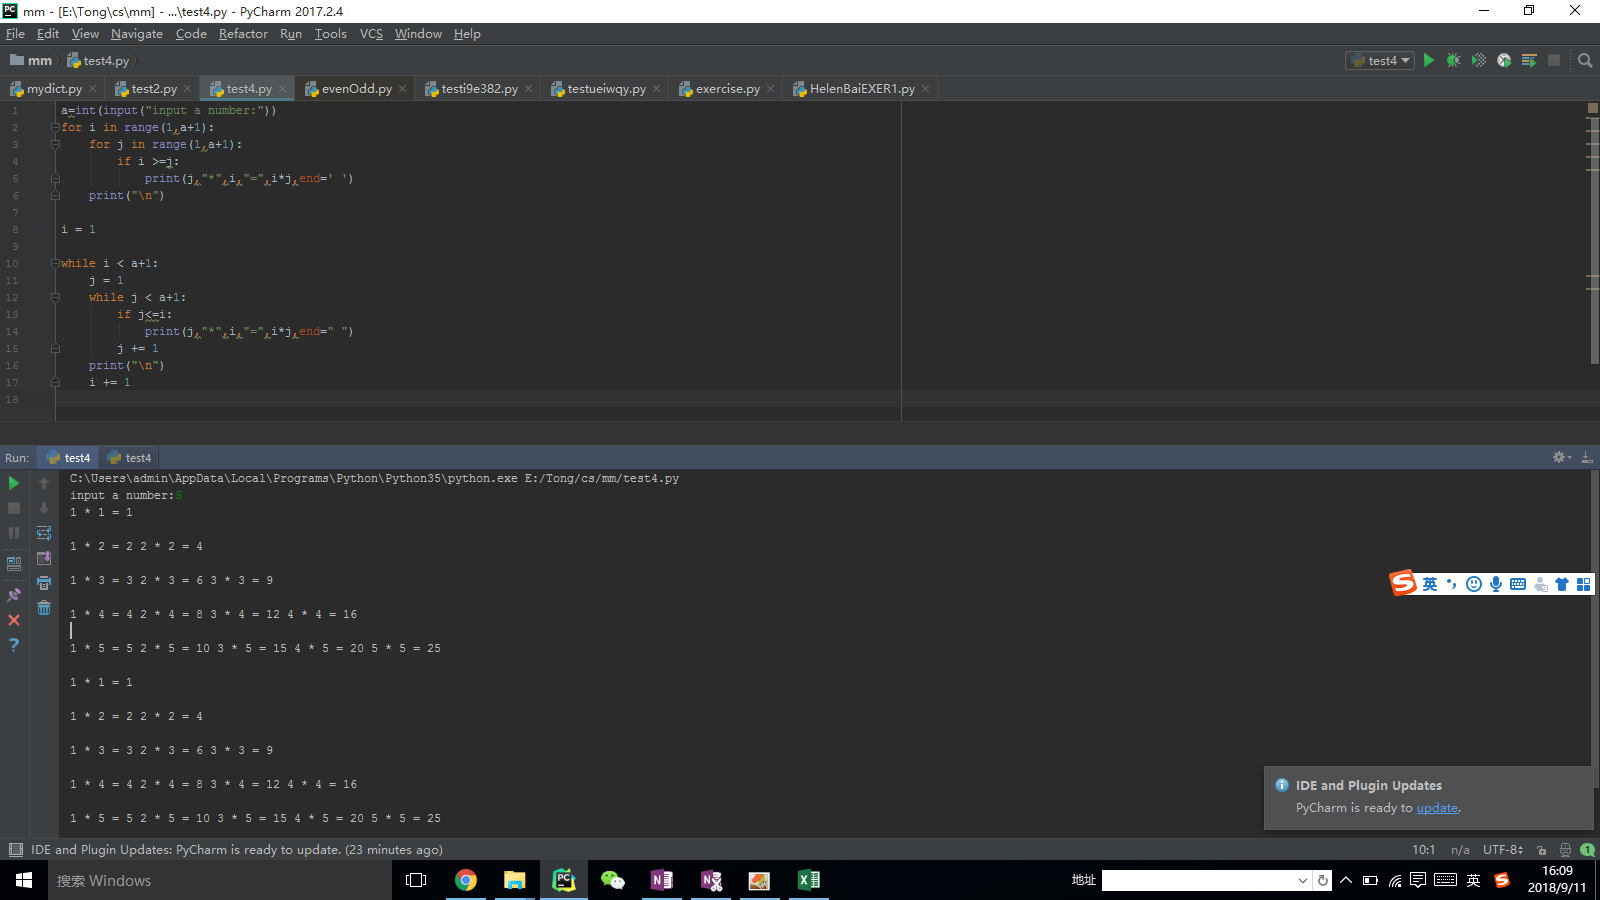 mm - [E:\Tong\cs\mm] - ...\test4.py - PyCharm 2017.2.4
File Edit View Navigate Code Refactor Run Tools VCS Window Help
mm test4.py
test4
mydict.py test2.py test4.py evenOdd.py testi9e382.py testueiwqy.py exercise.py HelenBaiEXER1.py
1 a=int(input("input a number:"))
2 for i in range(1,a+1):
3 for j in range(1,a+1):
4 if i >=j:
5 print(j,"*",i,"=",i*j,end=' ')
6 print("\n")
7
8 i = 1
9
10 while i < a+1:
11 j = 1
12 while j < a+1:
13 if j<=i:
14 print(j,"*",i,"=",i*j,end=" ")
15 j += 1
16 print("\n")
17 i += 1
18
Run: test4 test4
C:\Users\admin\AppData\Local\Programs\Python\Python35\python.exe E:/Tong/cs/mm/test4.py
input a number:5
1 * 1 = 1
1 * 2 = 2 2 * 2 = 4
1 * 3 = 3 2 * 3 = 6 3 * 3 = 9
1 * 4 = 4 2 * 4 = 8 3 * 4 = 12 4 * 4 = 16
1 * 5 = 5 2 * 5 = 10 3 * 5 = 15 4 * 5 = 20 5 * 5 = 25
1 * 1 = 1
1 * 2 = 2 2 * 2 = 4
1 * 3 = 3 2 * 3 = 6 3 * 3 = 9
1 * 4 = 4 2 * 4 = 8 3 * 4 = 12 4 * 4 = 16
1 * 5 = 5 2 * 5 = 10 3 * 5 = 15 4 * 5 = 20 5 * 5 = 25
英
IDE and Plugin Updates
PyCharm is ready to update.
IDE and Plugin Updates: PyCharm is ready to update. (23 minutes ago)
10:1 n/a UTF-8 1
搜索 Windows
地址
英
16:09
2018/9/11